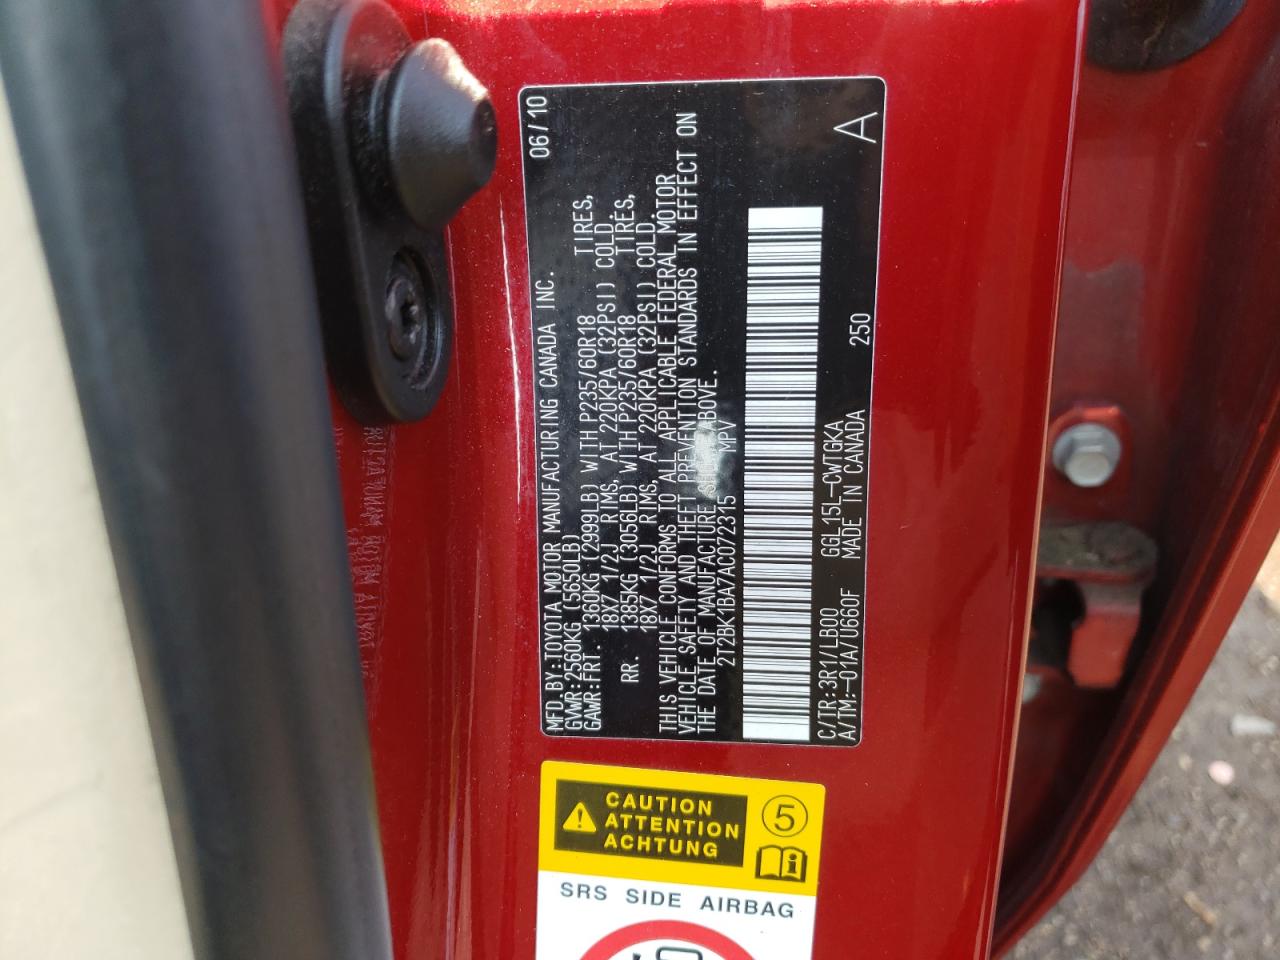 MFD. BY: TOYOTA MOTOR MANUFACTURING CANADA INC. 06/10
GVWR: 2560KG (5650LB)
GAWR: FRT. 1360KG (2999LB) WITH P235/60R18 TIRES,
18X7 1/2J RIMS, AT 220KPA (32PSI) COLD.
RR. 1385KG (3056LB) WITH P235/60R18 TIRES,
18X7 1/2J RIMS, AT 220KPA (32PSI) COLD.
THIS VEHICLE CONFORMS TO ALL APPLICABLE FEDERAL MOTOR
VEHICLE SAFETY AND THEFT PREVENTION STANDARDS IN EFFECT ON
THE DATE OF MANUFACTURE ABOVE.
2T2BK1BA7AC072315 MPV
C/TR: 3R1/LB00 GGL15L-CWTGKA
A/TM: -01A/U660F MADE IN CANADA 250 A
CAUTION
ATTENTION
ACHTUNG
5
i
SRS SIDE AIRBAG